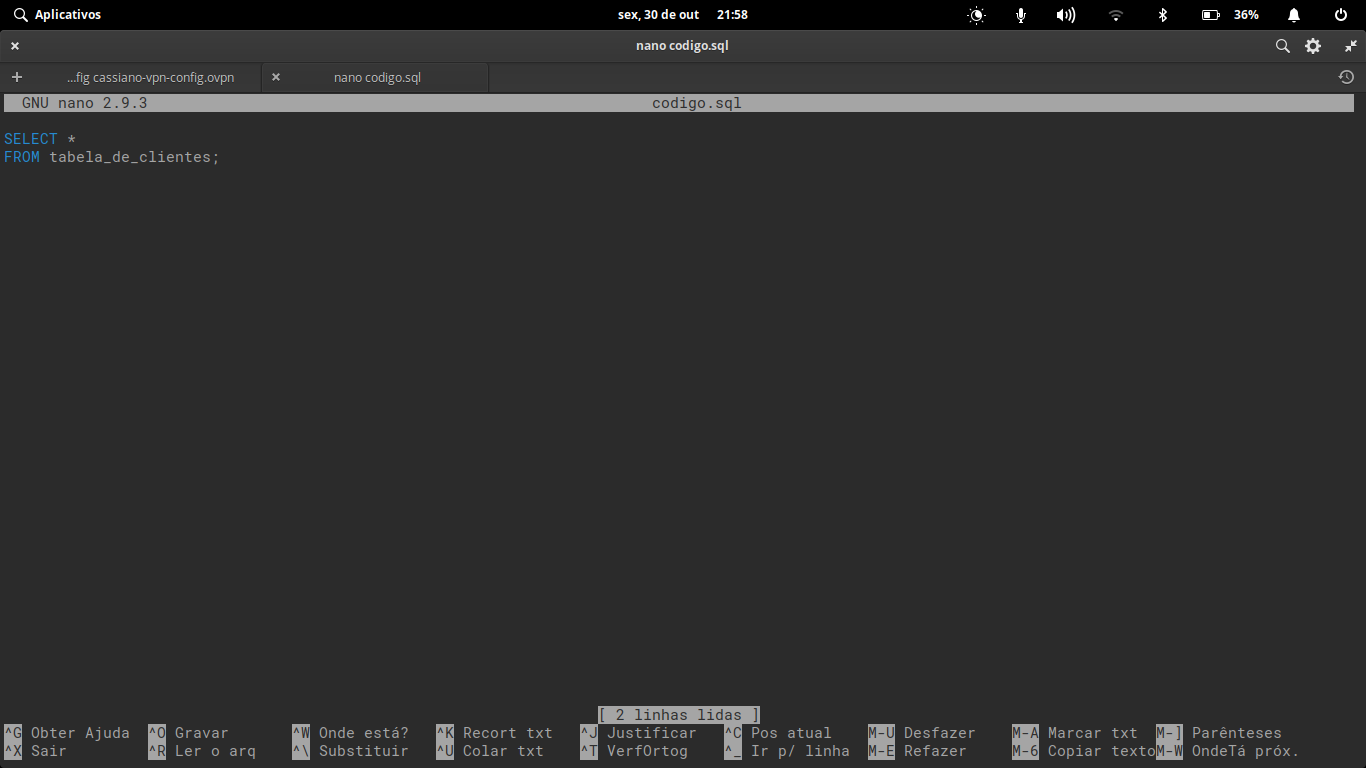 Aplicativos sex, 30 de out 21:58 36%
nano codigo.sql
...fig cassiano-vpn-config.ovpn nano codigo.sql
GNU nano 2.9.3 codigo.sql
SELECT *
FROM tabela_de_clientes;
[ 2 linhas lidas ]
^G Obter Ajuda ^O Gravar ^W Onde está? ^K Recort txt ^J Justificar ^C Pos atual M-U Desfazer M-A Marcar txt M-] Parênteses
^X Sair ^R Ler o arq ^\ Substituir ^U Colar txt ^T VerfOrtog ^_ Ir p/ linha M-E Refazer M-6 Copiar texto M-W OndeTá próx.